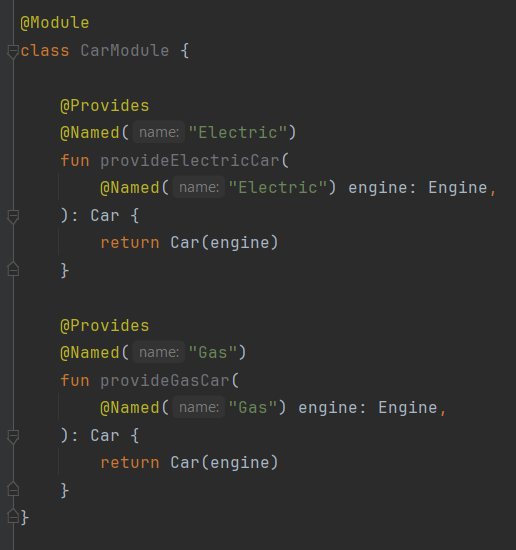 @Module
class CarModule {
@Provides
@Named( name: "Electric")
fun provideElectricCar(
@Named( name: "Electric") engine: Engine,
): Car {
return Car(engine)
}
@Provides
@Named( name: "Gas")
fun provideGasCar(
@Named( name: "Gas") engine: Engine,
): Car {
return Car(engine)
}
}